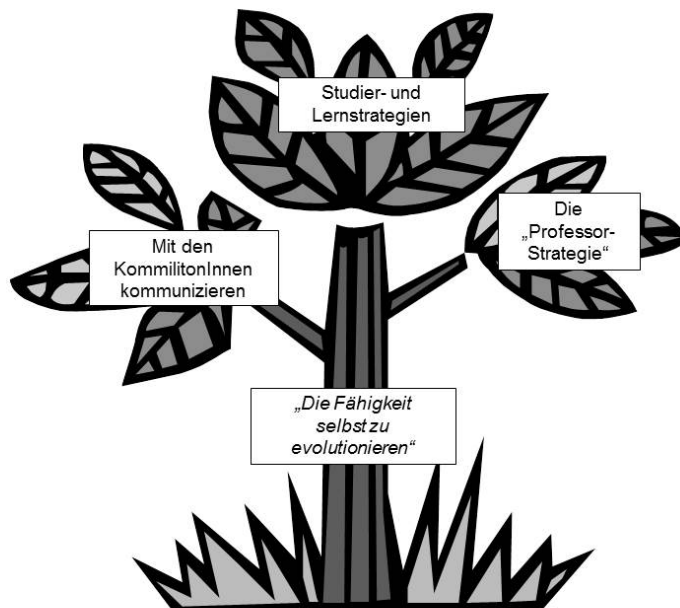 Studier- und
Lernstrategien
Die
„Professor-
Strategie“
Mit den
KommilitonInnen
kommunizieren
„Die Fähigkeit
selbst zu
evolutionieren“